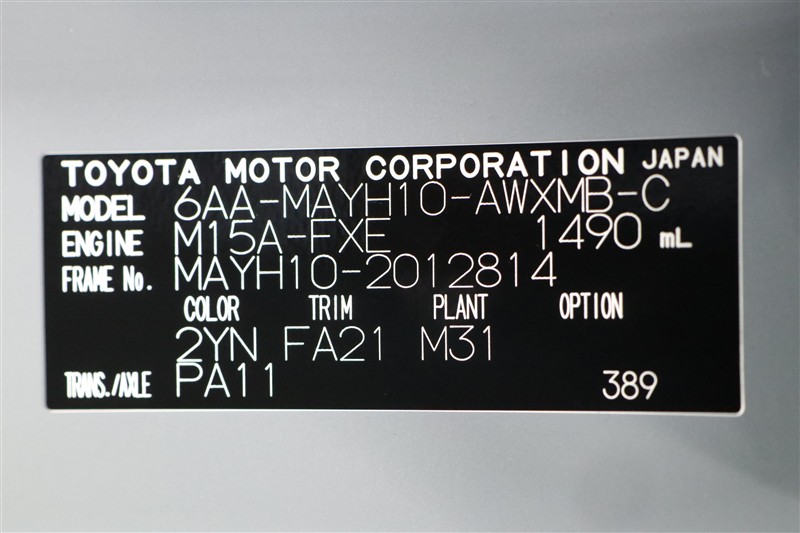 TOYOTA MOTOR CORPORATION JAPAN
MODEL 6AA-MAYH10-AWXMB-C
ENGINE M15A-FXE 1490 mL
FRAME No. MAYH10-2012814
COLOR TRIM PLANT OPTION
2YN FA21 M31
TRANS./AXLE PA11 389